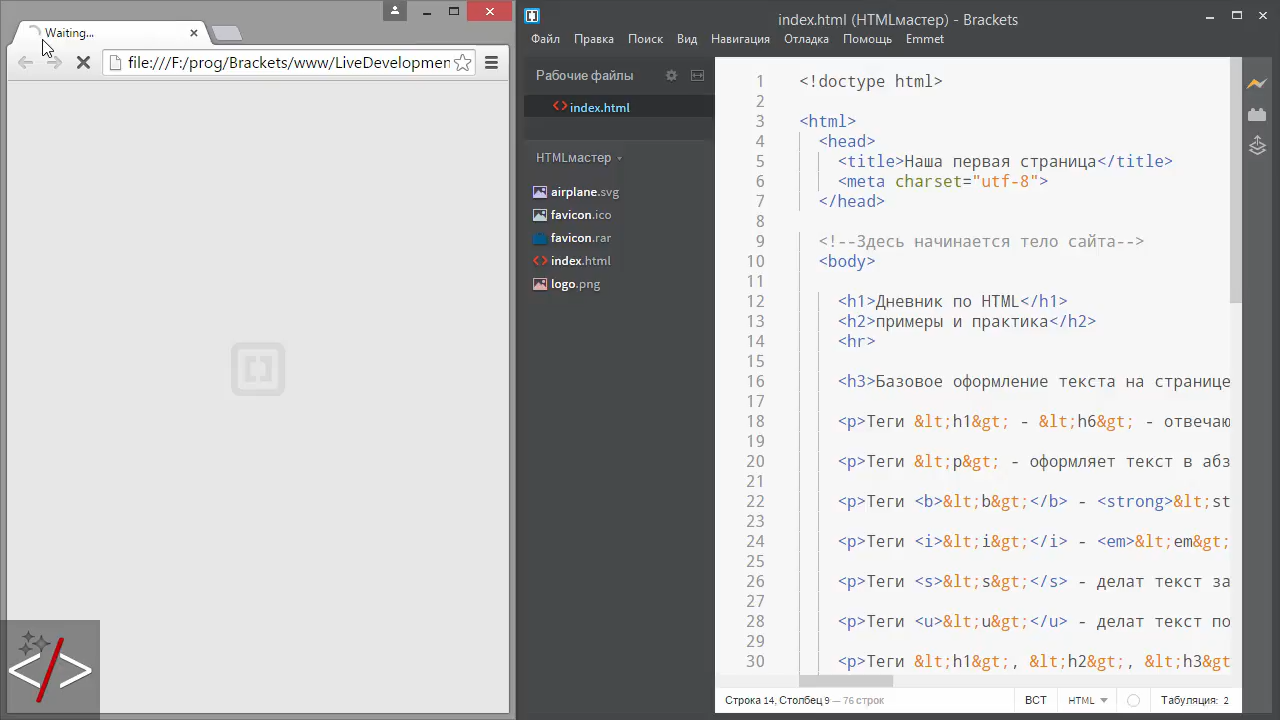 Waiting...
file:///F:/prog/Brackets/www/LiveDevelopmen
index.html (HTMLмастер) - Brackets
Файл Правка Поиск Вид Навигация Отладка Помощь Emmet
Рабочие файлы
index.html
HTMLмастер
airplane.svg
favicon.ico
favicon.rar
index.html
logo.png
1 <!doctype html>
2
3 <html>
4 <head>
5 <title>Наша первая страница</title>
6 <meta charset="utf-8">
7 </head>
8
9 <!--Здесь начинается тело сайта-->
10 <body>
11
12 <h1>Дневник по HTML</h1>
13 <h2>примеры и практика</h2>
14 <hr>
15
16 <h3>Базовое оформление текста на странице
17
18 <p>Теги &lt;h1&gt; - &lt;h6&gt; - отвечаю
19
20 <p>Теги &lt;p&gt; - оформляет текст в абз
21
22 <p>Теги <b>&lt;b&gt;</b> - <strong>&lt;st
23
24 <p>Теги <i>&lt;i&gt;</i> - <em>&lt;em&gt;
25
26 <p>Теги <s>&lt;s&gt;</s> - делат текст за
27
28 <p>Теги <u>&lt;u&gt;</u> - делат текст по
29
30 <p>Теги &lt;h1&gt;, &lt;h2&gt;, &lt;h3&gt
Строка 14, Столбец 9 — 76 строк ВСТ HTML Табуляция: 2